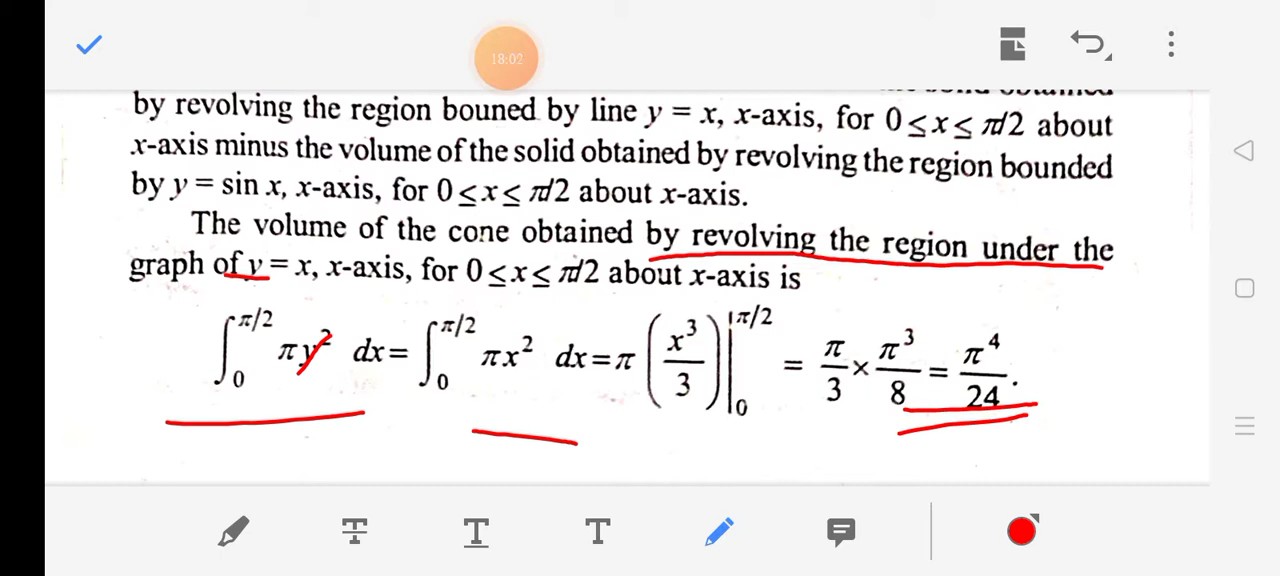 18:02
by revolving the region bouned by line y = x, x-axis, for 0 ≤ x ≤ π/2 about
x-axis minus the volume of the solid obtained by revolving the region bounded
by y = sin x, x-axis, for 0 ≤ x ≤ π/2 about x-axis.
The volume of the cone obtained by revolving the region under the
graph of y = x, x-axis, for 0 ≤ x ≤ π/2 about x-axis is
∫₀^{π/2} πy² dx = ∫₀^{π/2} πx² dx = π (x³/3) |₀^{π/2} = π/3 × π³/8 = π⁴/24.